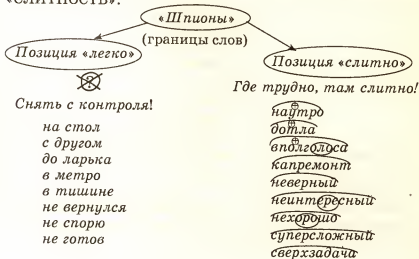 «СЛИТНОСТЬ».
«Шпионы»
(границы слов)
Позиция «легко»
?
Снять с контроля!
на стол
с другом
до ларька
в метро
в тишине
не вернулся
не спорю
не готов
Позиция «слитно»
Где трудно, там слитно!
наутро
дотла
вполголоса
капремонт
неверный
неинтересный
нехорошо
суперсложный
сверхзадача